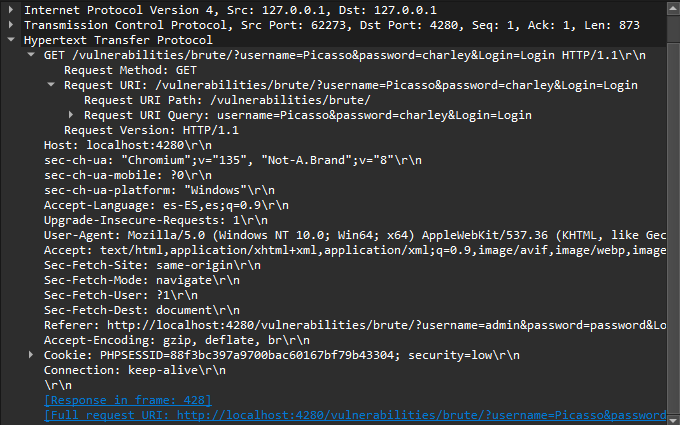 Internet Protocol Version 4, Src: 127.0.0.1, Dst: 127.0.0.1
Transmission Control Protocol, Src Port: 62273, Dst Port: 4280, Seq: 1, Ack: 1, Len: 873
Hypertext Transfer Protocol
GET /vulnerabilities/brute/?username=Picasso&password=charley&Login=Login HTTP/1.1\r\n
Request Method: GET
Request URI: /vulnerabilities/brute/?username=Picasso&password=charley&Login=Login
Request URI Path: /vulnerabilities/brute/
Request URI Query: username=Picasso&password=charley&Login=Login
Request Version: HTTP/1.1
Host: localhost:4280\r\n
sec-ch-ua: "Chromium";v="135", "Not-A.Brand";v="8"\r\n
sec-ch-ua-mobile: ?0\r\n
sec-ch-ua-platform: "Windows"\r\n
Accept-Language: es-ES,es;q=0.9\r\n
Upgrade-Insecure-Requests: 1\r\n
User-Agent: Mozilla/5.0 (Windows NT 10.0; Win64; x64) AppleWebKit/537.36 (KHTML, like Gec
Accept: text/html,application/xhtml+xml,application/xml;q=0.9,image/avif,image/webp,image
Sec-Fetch-Site: same-origin\r\n
Sec-Fetch-Mode: navigate\r\n
Sec-Fetch-User: ?1\r\n
Sec-Fetch-Dest: document\r\n
Referer: http://localhost:4280/vulnerabilities/brute/?username=admin&password=password&Lo
Accept-Encoding: gzip, deflate, br\r\n
Cookie: PHPSESSID=88f3bc397a9700bac60167bf79b43304; security=low\r\n
Connection: keep-alive\r\n
\r\n
[Response in frame: 428]
[Full request URI: http://localhost:4280/vulnerabilities/brute/?username=Picasso&password